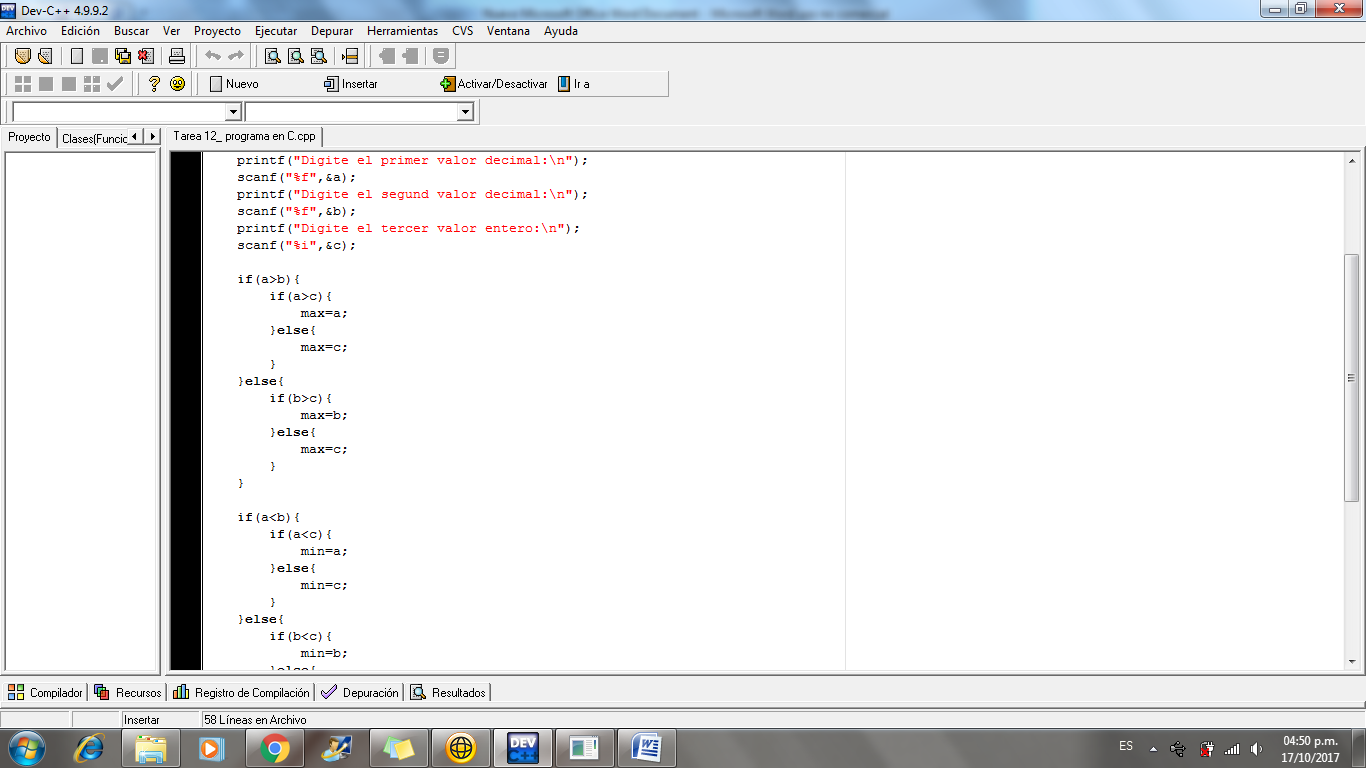 Dev-C++ 4.9.9.2
Archivo Edición Buscar Ver Proyecto Ejecutar Depurar Herramientas CVS Ventana Ayuda
Nuevo Insertar Activar/Desactivar Ir a
Proyecto Clases(Funcic
Tarea 12_ programa en C.cpp
printf("Digite el primer valor decimal:\n");
scanf("%f",&a);
printf("Digite el segund valor decimal:\n");
scanf("%f",&b);
printf("Digite el tercer valor entero:\n");
scanf("%i",&c);
if(a>b){
if(a>c){
max=a;
}else{
max=c;
}
}else{
if(b>c){
max=b;
}else{
max=c;
}
}
if(a<b){
if(a<c){
min=a;
}else{
min=c;
}
}else{
if(b<c){
min=b;
}else{
Compilador Recursos Registro de Compilación Depuración Resultados
Insertar 58 Líneas en Archivo
DEV C++
ES
04:50 p.m.
17/10/2017